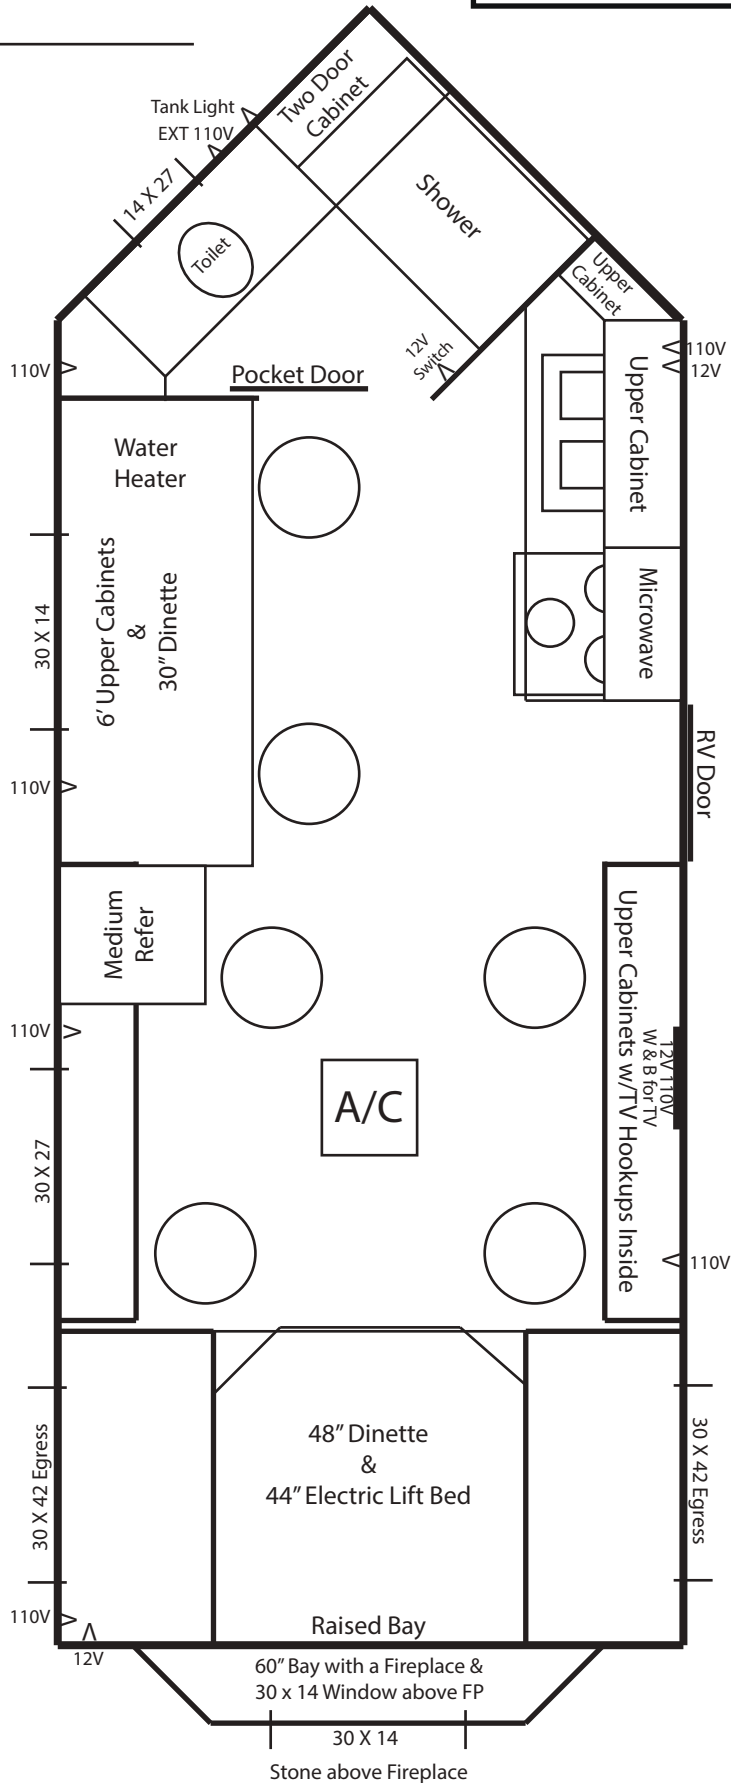 Tank Light
EXT 110V
14 X 27
Two Door
Cabinet
Shower
Toilet
Upper
Cabinet
12V
Switch
110V
Pocket Door
110V
12V
Upper Cabinet
Water
Heater
6' Upper Cabinets
&
30" Dinette
30 X 14
Microwave
110V
RV Door
Medium
Refer
Upper Cabinets w/TV Hookups Inside
12V 110V
W & B for TV
110V
A/C
30 X 27
110V
48" Dinette
&
44" Electric Lift Bed
30 X 42 Egress
30 X 42 Egress
110V
12V
Raised Bay
60" Bay with a Fireplace &
30 x 14 Window above FP
30 X 14
Stone above Fireplace